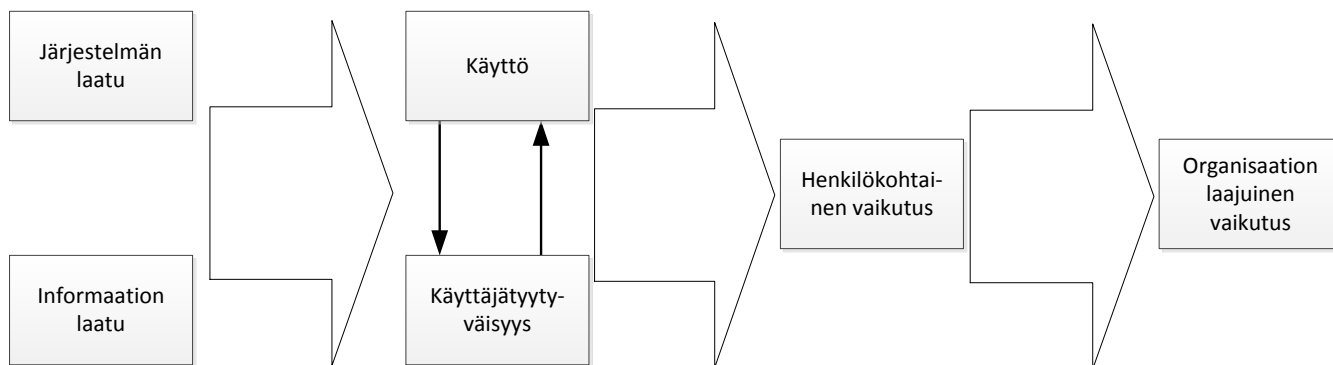 Järjestelmän
laatu
Käyttö
Henkilökohtai-
nen vaikutus
Organisaation
laajuinen
vaikutus
Informaation
laatu
Käyttäjätyyty-
väisyys